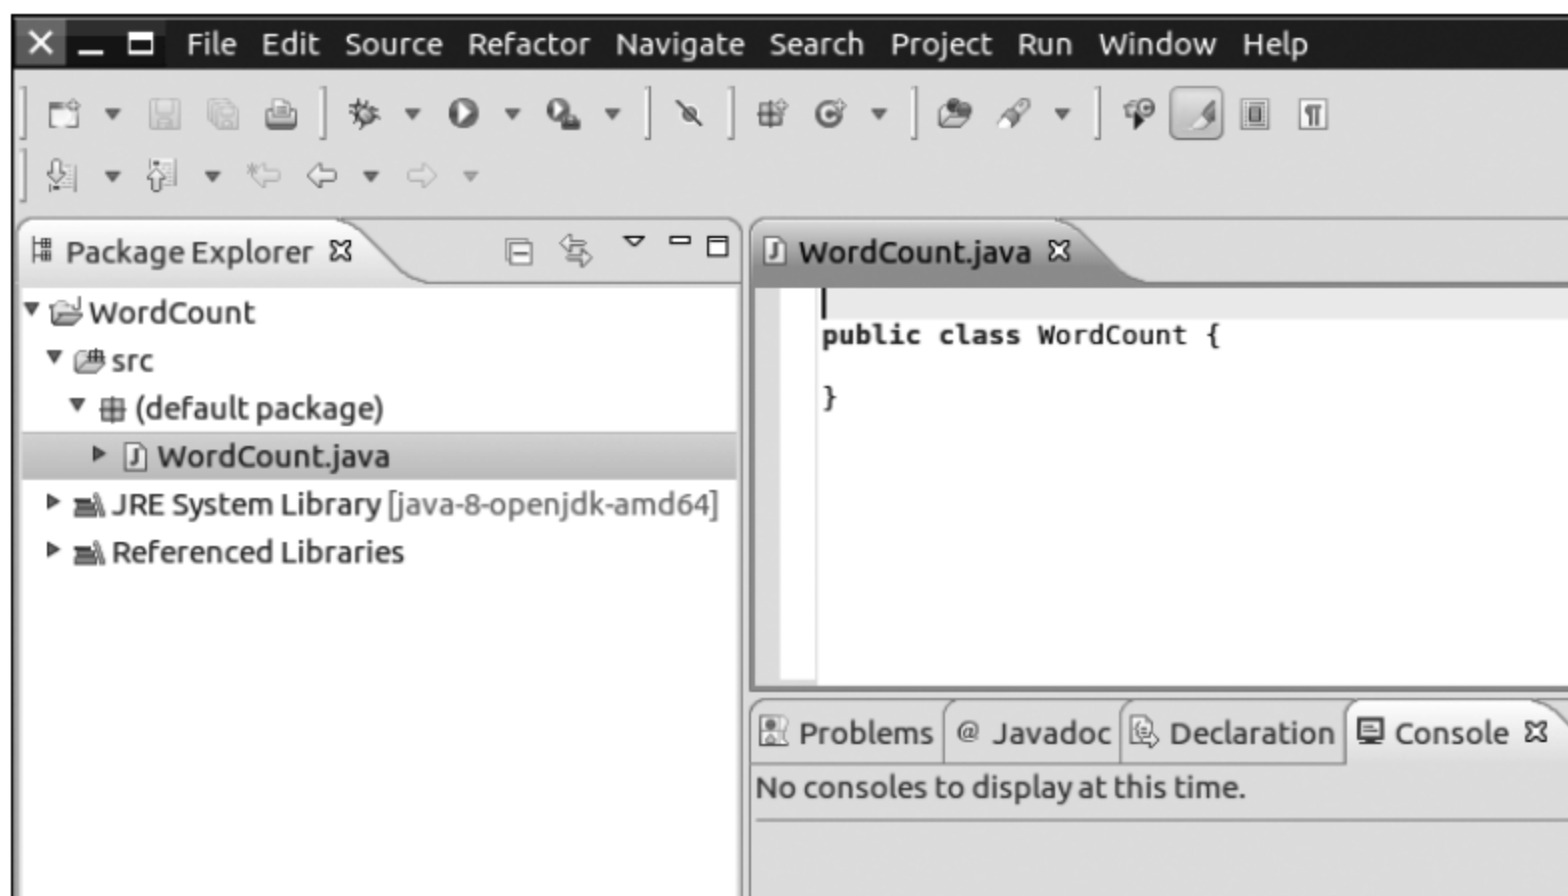 File Edit Source Refactor Navigate Search Project Run Window Help
Package Explorer
WordCount
src
(default package)
WordCount.java
JRE System Library [java-8-openjdk-amd64]
Referenced Libraries
WordCount.java
public class WordCount {
}
Problems @ Javadoc Declaration Console
No consoles to display at this time.